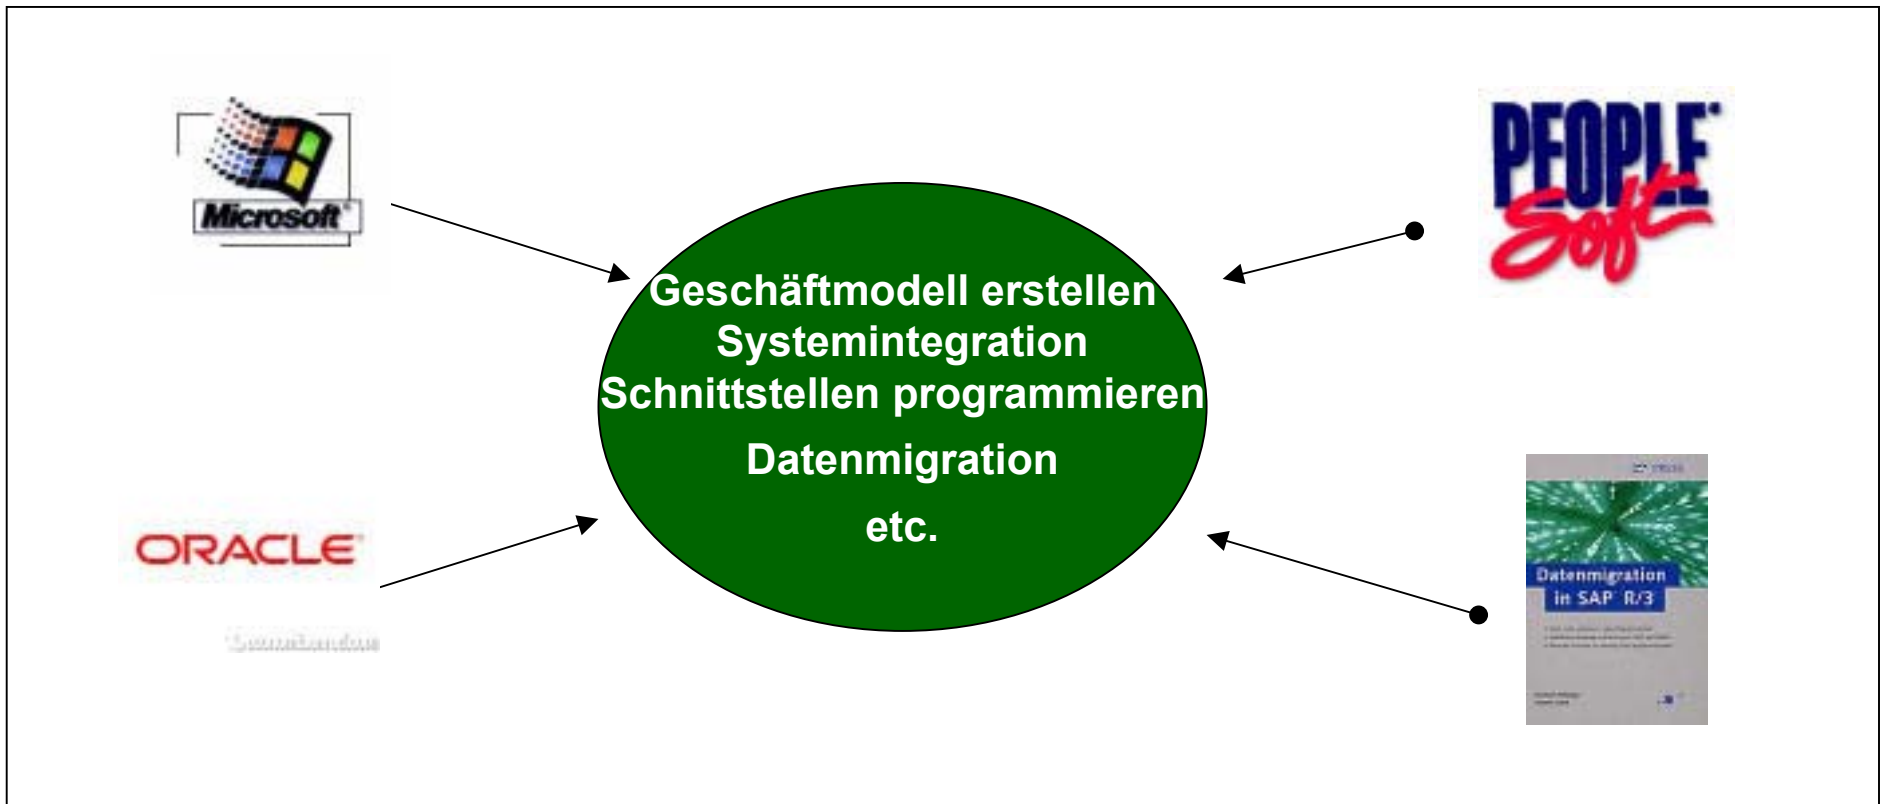 Microsoft
PEOPLE
Soft
Geschäftmodell erstellen
Systemintegration
Schnittstellen programmieren
Datenmigration
etc.
ORACLE
Datenmigration
in SAP R/3